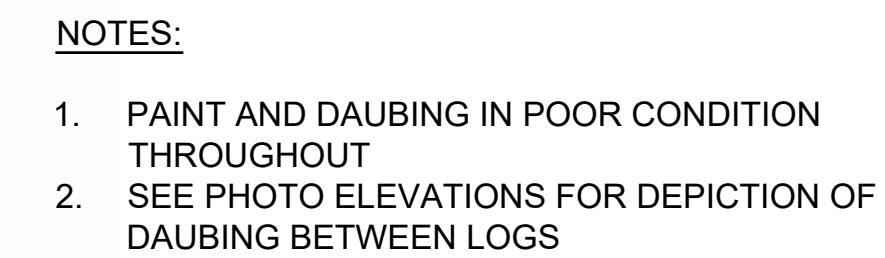 NOTES:
1. PAINT AND DAUBING IN POOR CONDITION
THROUGHOUT
2. SEE PHOTO ELEVATIONS FOR DEPICTION OF
DAUBING BETWEEN LOGS